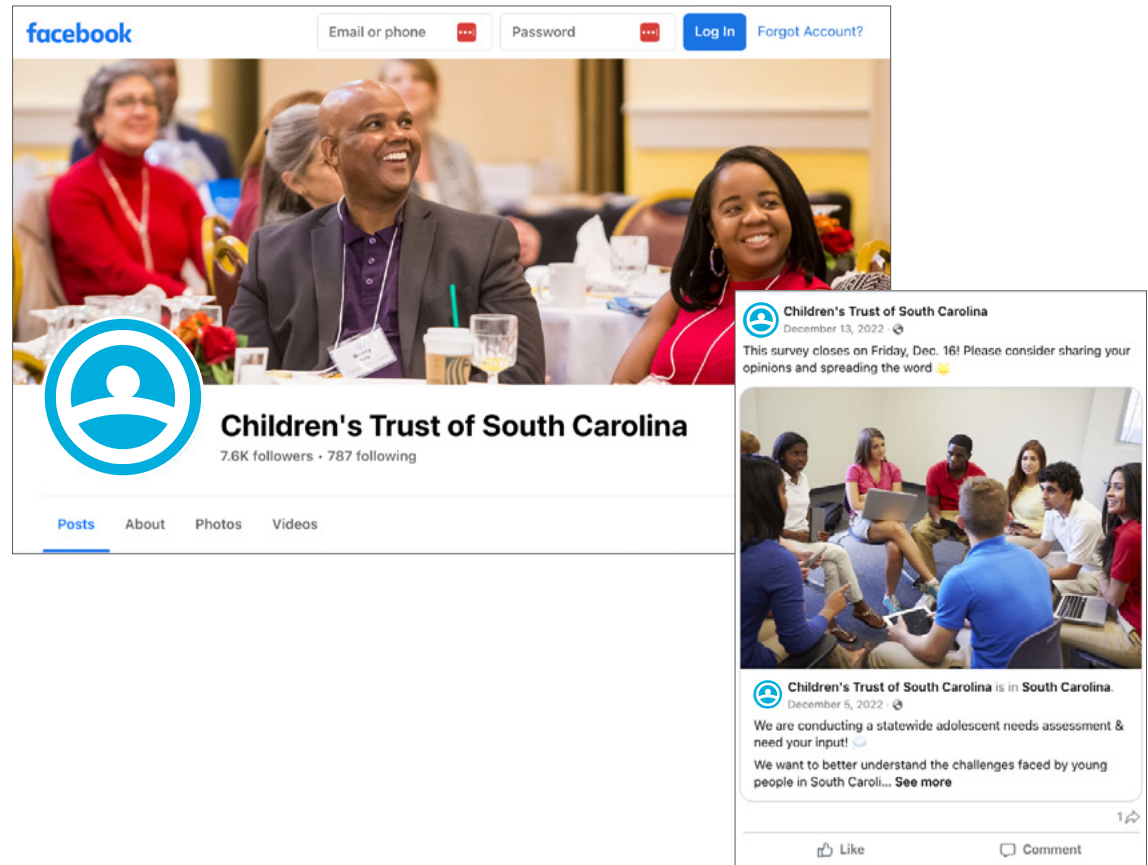 facebook
Email or phone
Password
Log In
Forgot Account?
Children's Trust of South Carolina
7.6K followers • 787 following
Posts About Photos Videos
Children's Trust of South Carolina
December 13, 2022 ·
This survey closes on Friday, Dec. 16! Please consider sharing your
opinions and spreading the word
Children's Trust of South Carolina is in South Carolina.
December 5, 2022 ·
We are conducting a statewide adolescent needs assessment &
need your input!
We want to better understand the challenges faced by young
people in South Caroli... See more
1
Like
Comment